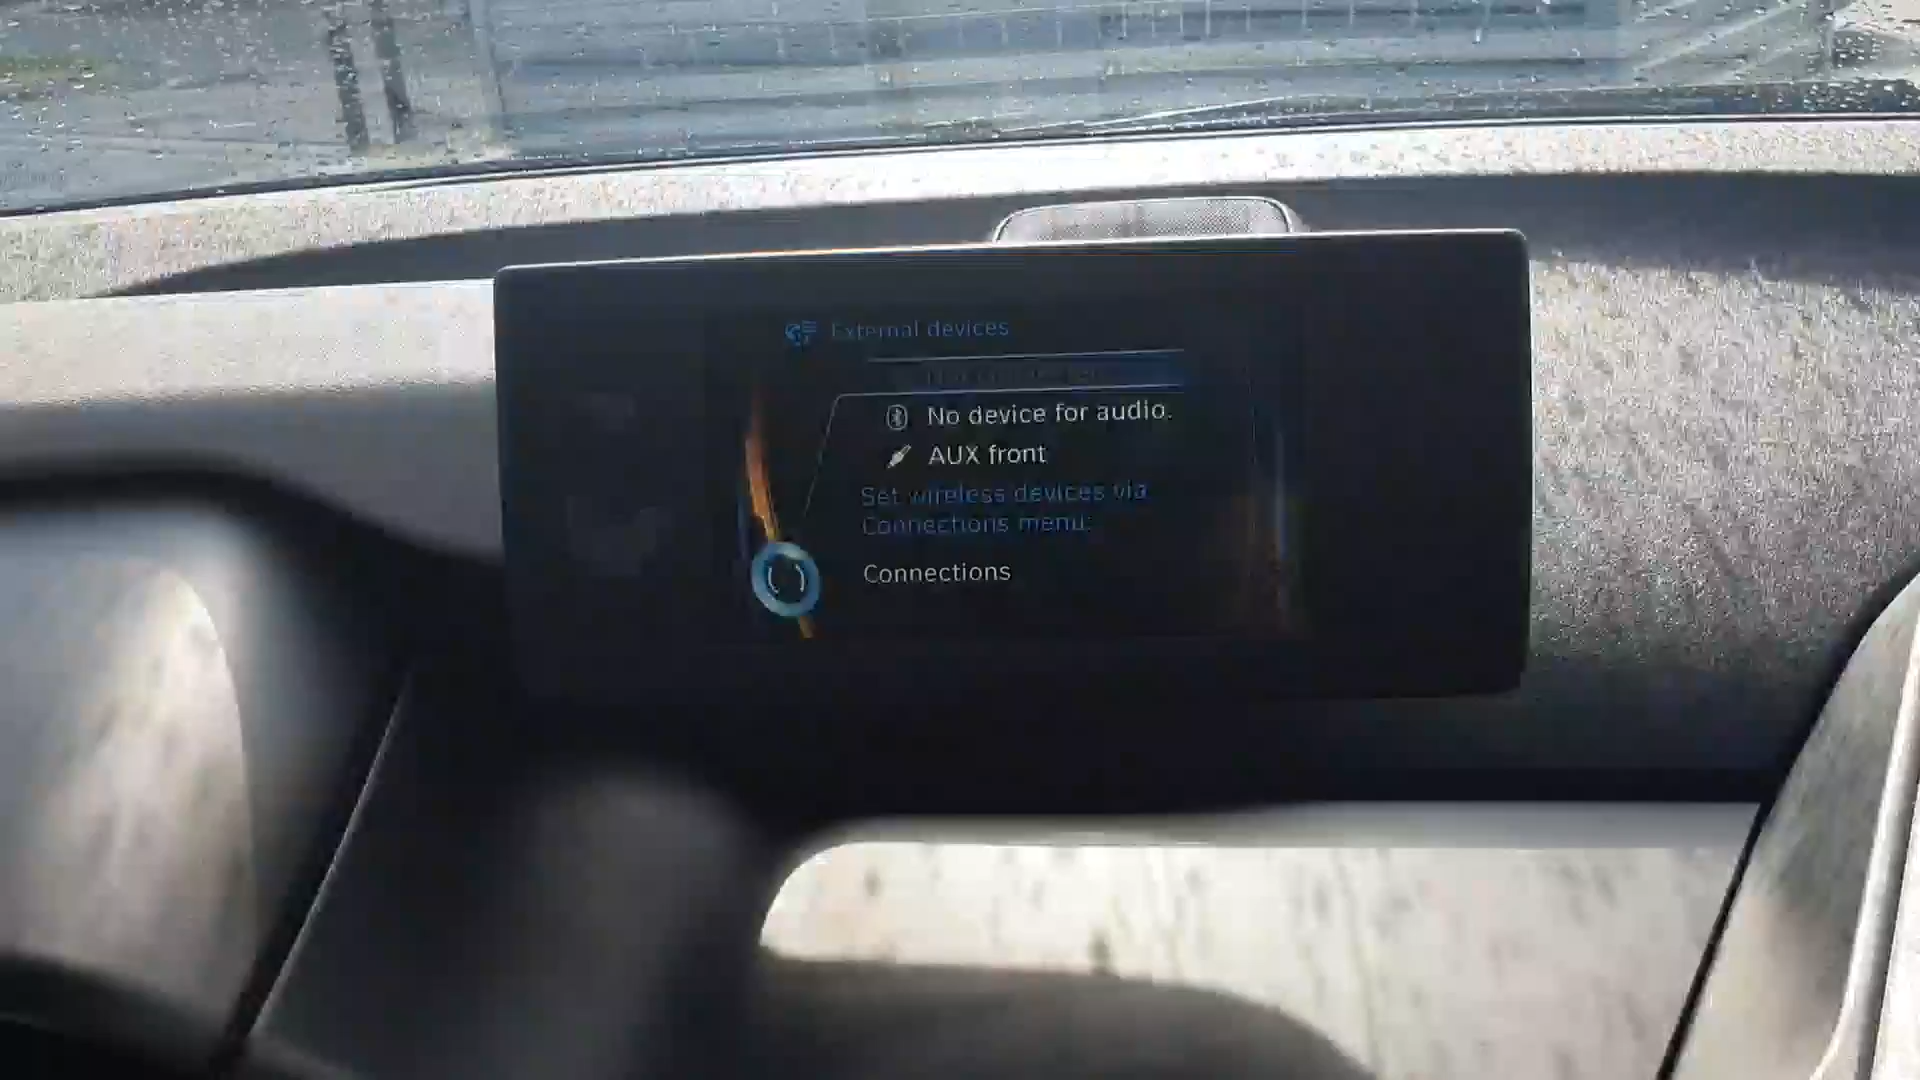 External devices
No device for audio.
AUX front
Set wireless devices via
Connections menu:
Connections